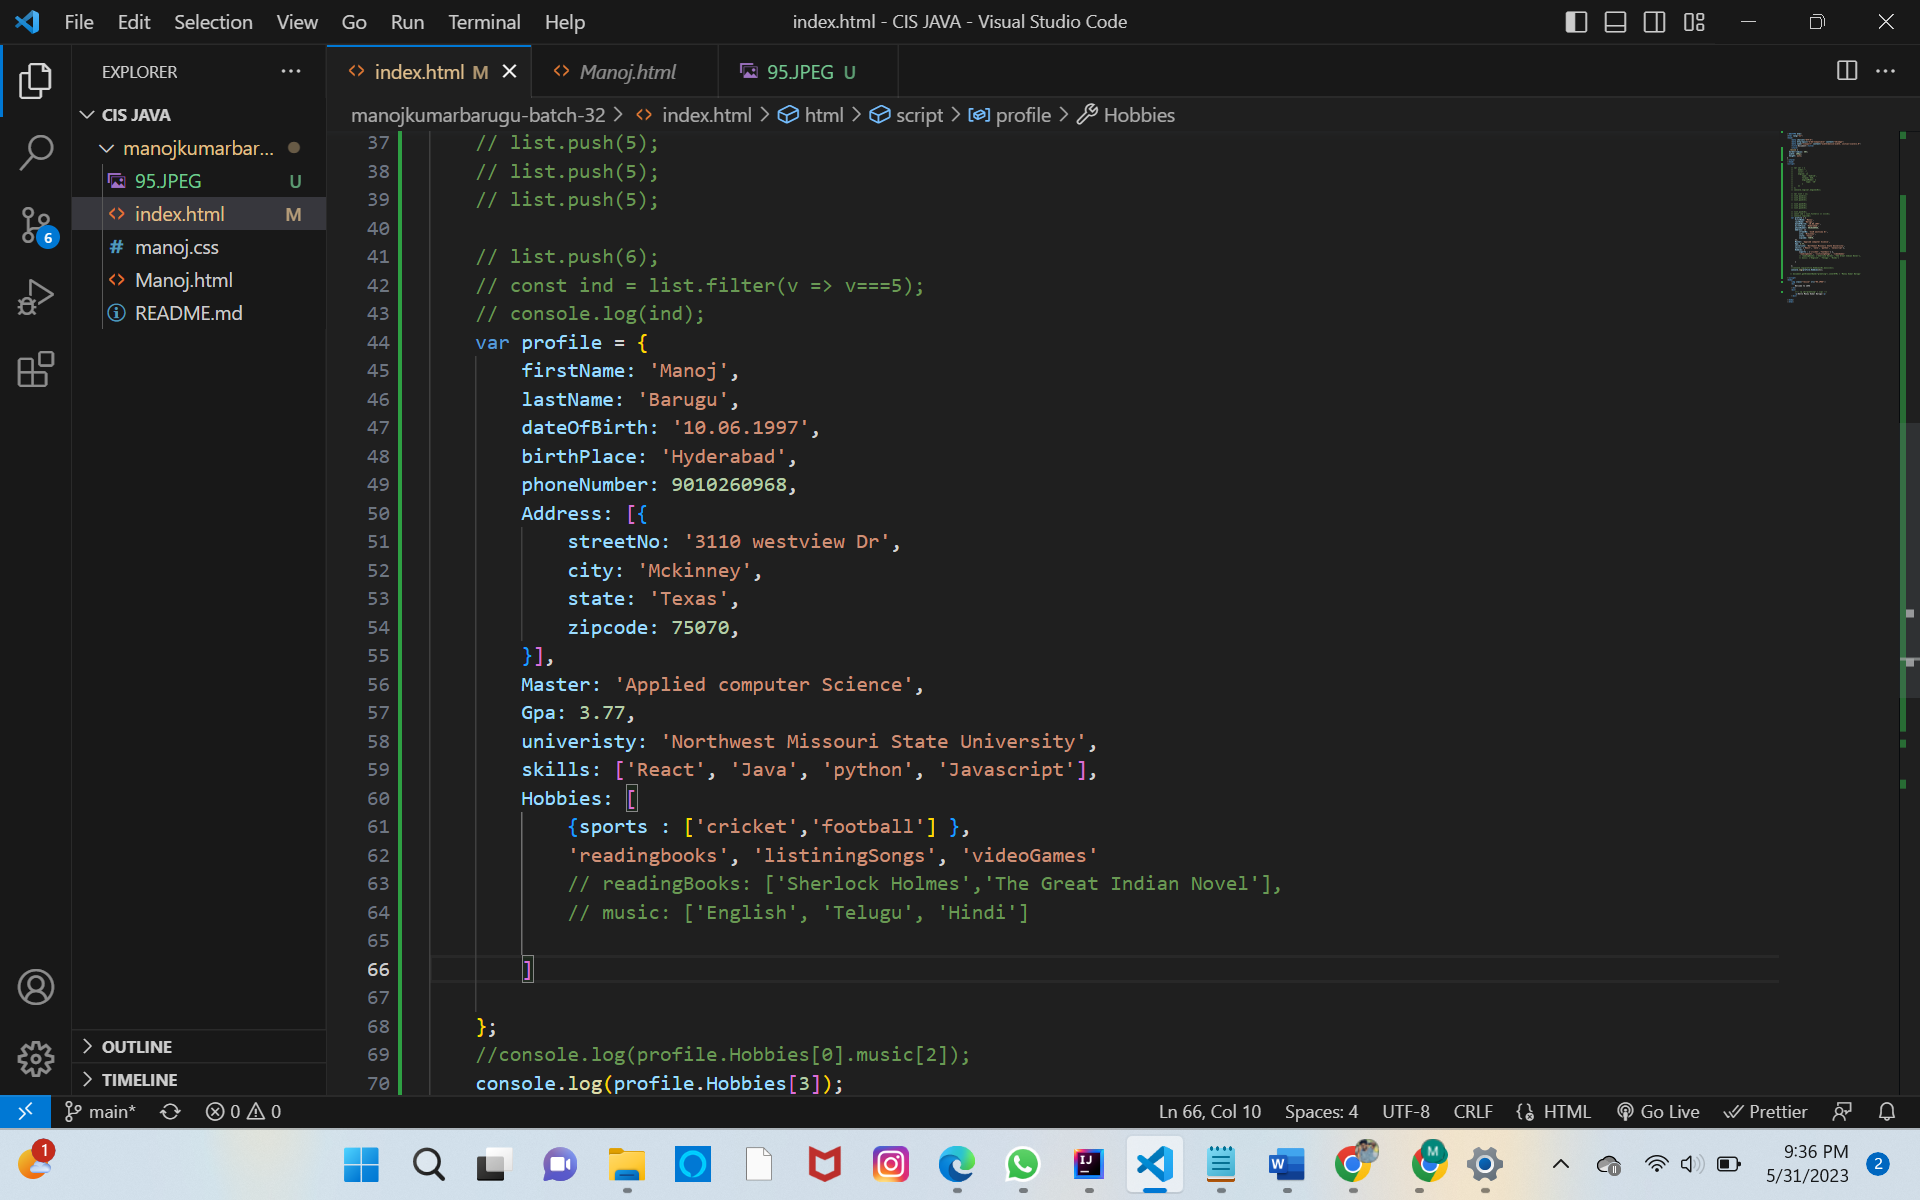 File Edit Selection View Go Run Terminal Help index.html - CIS JAVA - Visual Studio Code
EXPLORER
index.html M
Manoj.html
95.JPEG U
CIS JAVA
manojkumarbar...
95.JPEG U
index.html M
manoj.css
Manoj.html
README.md
6
OUTLINE
TIMELINE
manojkumarbarugu-batch-32 > index.html > html > script > profile > Hobbies
37 // list.push(5);
38 // list.push(5);
39 // list.push(5);
40
41 // list.push(6);
42 // const ind = list.filter(v => v===5);
43 // console.log(ind);
44 var profile = {
45 firstName: 'Manoj',
46 lastName: 'Barugu',
47 dateOfBirth: '10.06.1997',
48 birthPlace: 'Hyderabad',
49 phoneNumber: 9010260968,
50 Address: [{
51 streetNo: '3110 westview Dr',
52 city: 'Mckinney',
53 state: 'Texas',
54 zipcode: 75070,
55 }],
56 Master: 'Applied computer Science',
57 Gpa: 3.77,
58 univeristy: 'Northwest Missouri State University',
59 skills: ['React', 'Java', 'python', 'Javascript'],
60 Hobbies: [
61 {sports : ['cricket','football'] },
62 'readingbooks', 'listiningSongs', 'videoGames'
63 // readingBooks: ['Sherlock Holmes','The Great Indian Novel'],
64 // music: ['English', 'Telugu', 'Hindi']
65
66 ]
67
68 };
69 //console.log(profile.Hobbies[0].music[2]);
70 console.log(profile.Hobbies[3]);
main* 0 0 Ln 66, Col 10 Spaces: 4 UTF-8 CRLF HTML Go Live Prettier
1
9:36 PM
5/31/2023
2